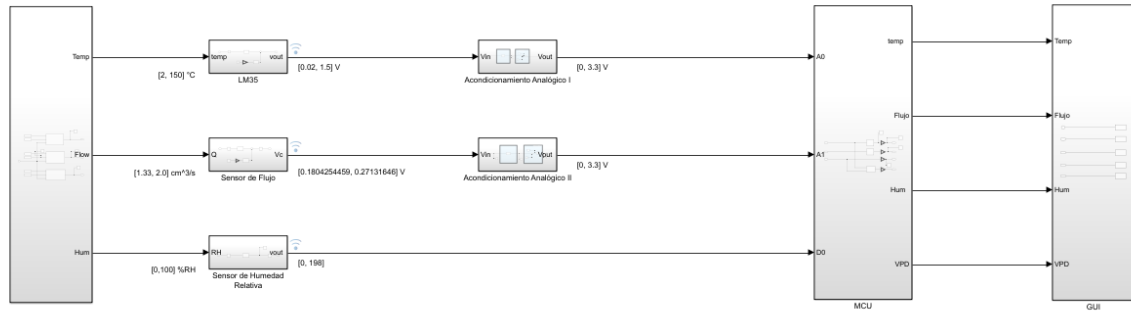 Temp
[2, 150] °C
temp
vout
LM35
[0.02, 1.5] V
Vin
Vout
Acondicionamiento Analógico I
[0, 3.3] V
A0
temp
Temp
Flow
[1.33, 2.0] cm^3/s
Q
Vc
Sensor de Flujo
[0.1804254459, 0.27131646] V
Vin
Vout
Acondicionamiento Analógico II
[0, 3.3] V
A1
Flujo
Flujo
Hum
Hum
Hum
[0,100] %RH
RH
vout
Sensor de Humedad
Relativa
[0, 198]
D0
VPD
VPD
MCU
GUI